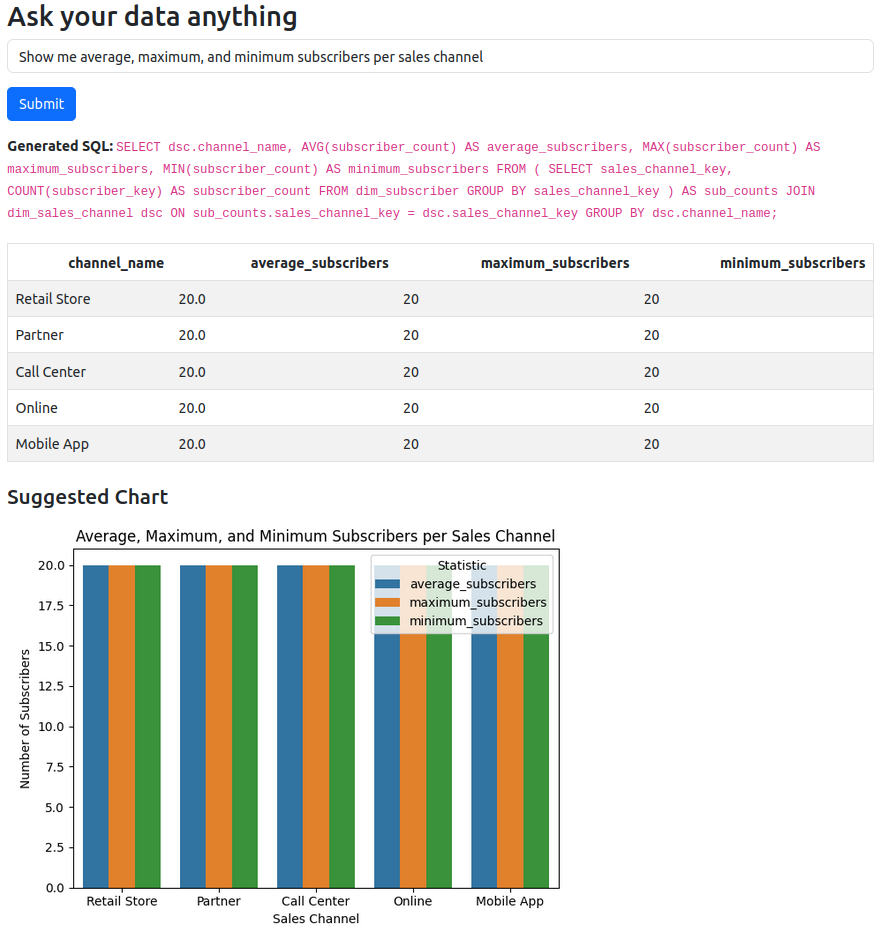 Ask your data anything
Show me average, maximum, and minimum subscribers per sales channel
Submit
Generated SQL: SELECT dsc.channel_name, AVG(subscriber_count) AS average_subscribers, MAX(subscriber_count) AS
maximum_subscribers, MIN(subscriber_count) AS minimum_subscribers FROM ( SELECT sales_channel_key,
COUNT(subscriber_key) AS subscriber_count FROM dim_subscriber GROUP BY sales_channel_key ) AS sub_counts JOIN
dim_sales_channel dsc ON sub_counts.sales_channel_key = dsc.sales_channel_key GROUP BY dsc.channel_name;
channel_name average_subscribers maximum_subscribers minimum_subscribers
Retail Store 20.0 20 20
Partner 20.0 20 20
Call Center 20.0 20 20
Online 20.0 20 20
Mobile App 20.0 20 20
Suggested Chart
Average, Maximum, and Minimum Subscribers per Sales Channel
Statistic
average_subscribers
maximum_subscribers
minimum_subscribers
Number of Subscribers
20.0
17.5
15.0
12.5
10.0
7.5
5.0
2.5
0.0
Retail Store Partner Call Center Online Mobile App
Sales Channel